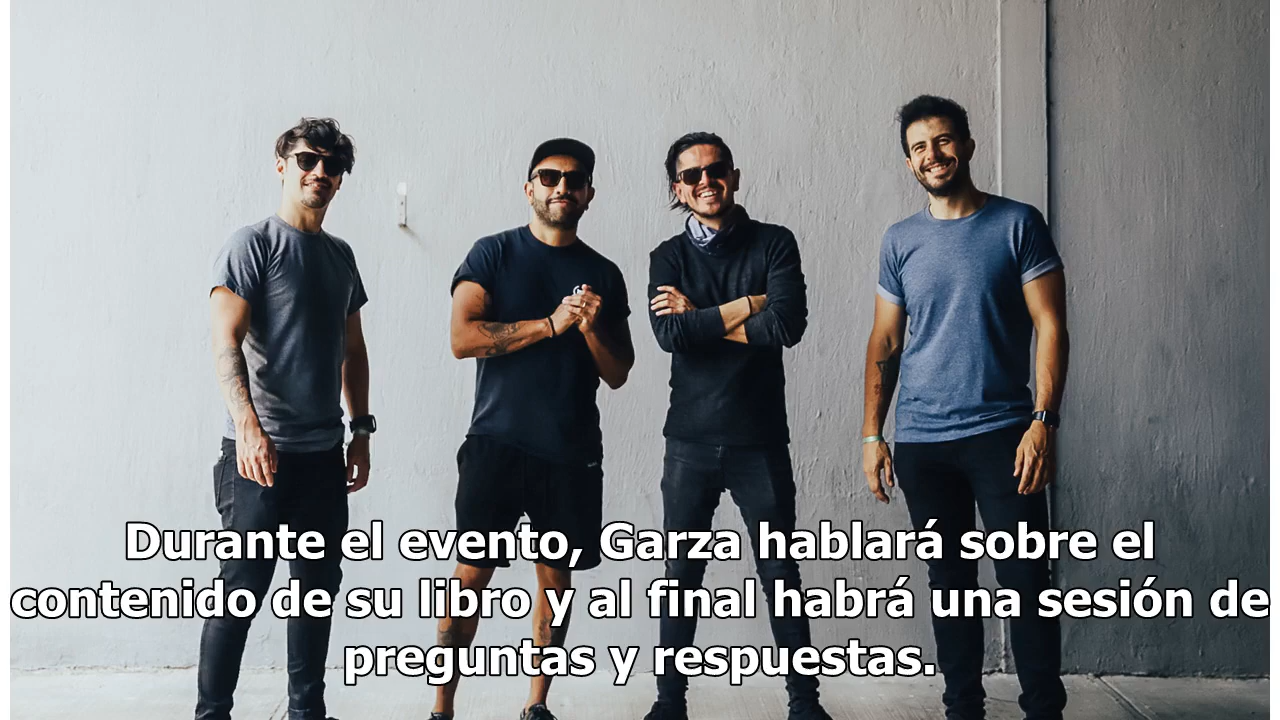 Durante el evento, Garza hablará sobre el
contenido de su libro y al final habrá una sesión de
preguntas y respuestas.